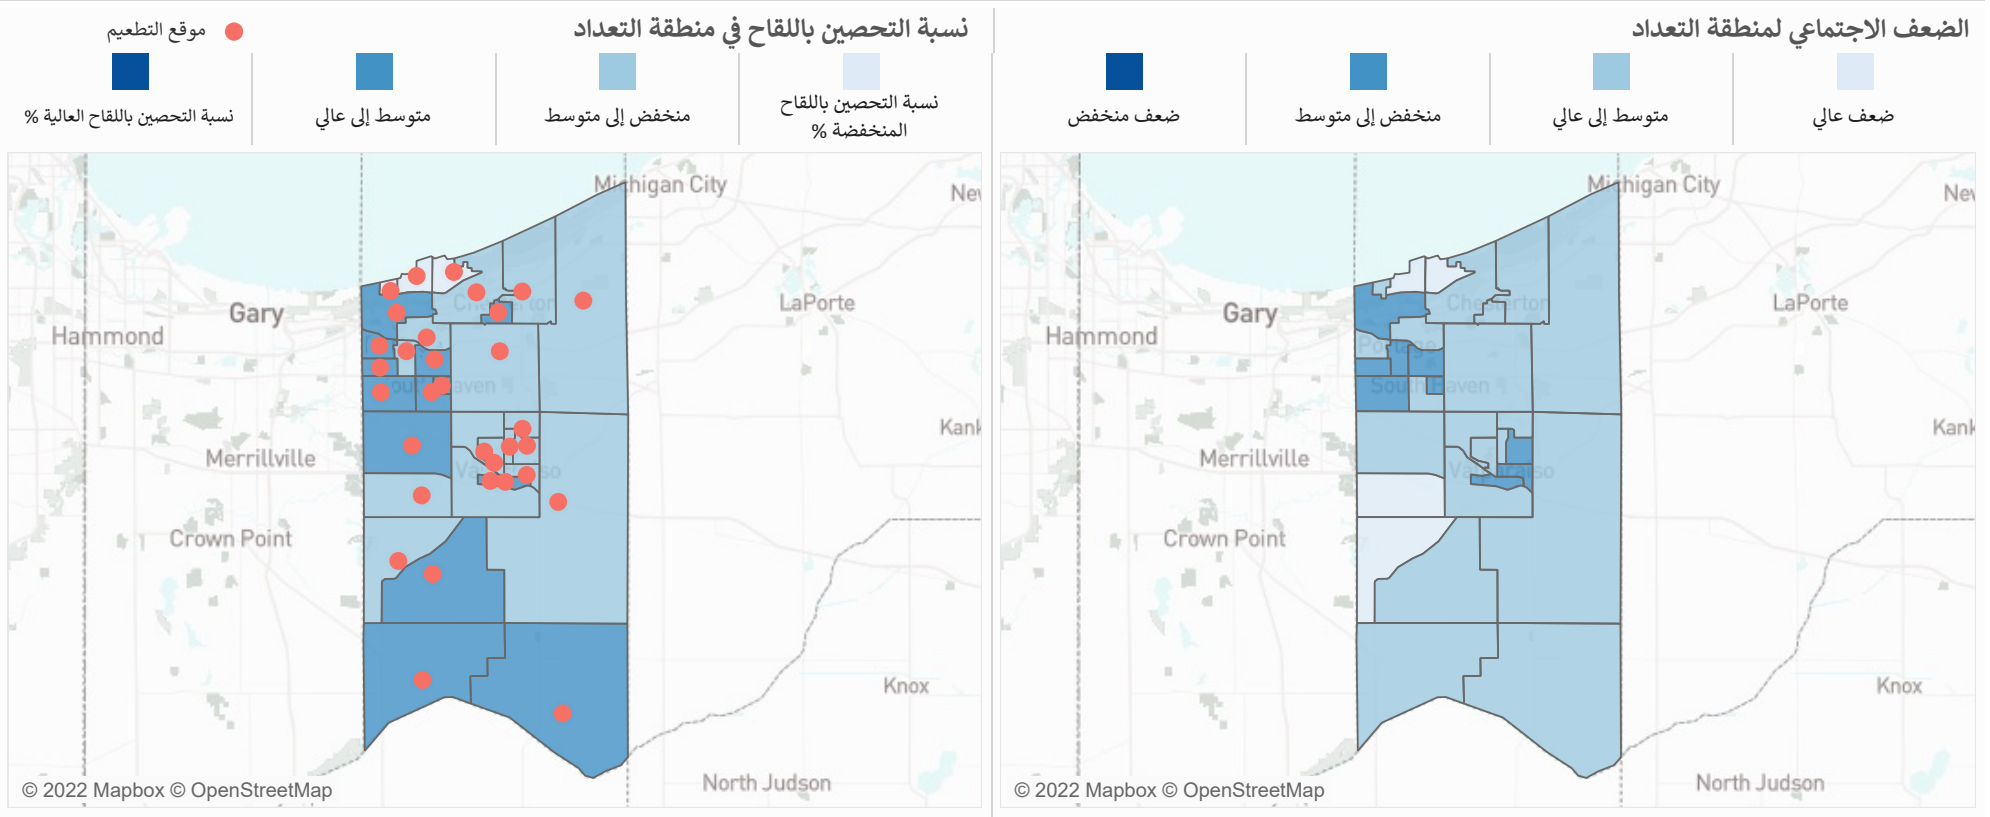 الضعف الاجتماعي لمنطقة التعداد
ضعف عالي
متوسط إلى عالي
منخفض إلى متوسط
ضعف منخفض
Michigan City
New
Gary
Hammond
Chesterton
LaPorte
Portage
South Haven
Kank
Merrillville
Valparaiso
Crown Point
Knox
North Judson
© 2022 Mapbox © OpenStreetMap
نسبة التحصين باللقاح في منطقة التعداد
موقع التطعيم
نسبة التحصين باللقاح
المنخفضة %
منخفض إلى متوسط
متوسط إلى عالي
نسبة التحصين باللقاح العالية %
Michigan City
Nev
Gary
Hammond
Chesterton
LaPorte
South Haven
Kank
Merrillville
Valparaiso
Crown Point
Knox
North Judson
© 2022 Mapbox © OpenStreetMap